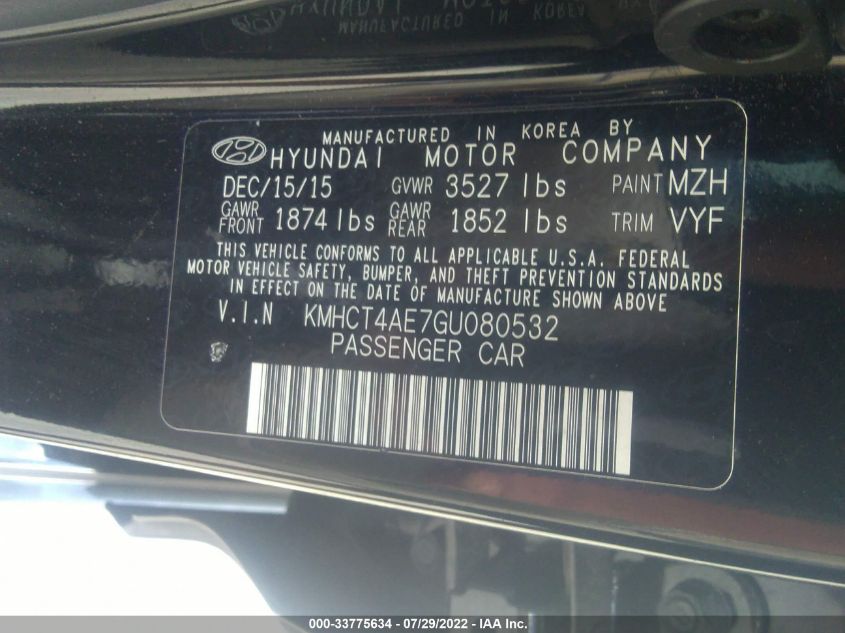 MANUFACTURED IN KOREA BY
HYUNDAI MOTOR COMPANY
DEC/15/15 GVWR 3527 lbs PAINT MZH
GAWR FRONT 1874 lbs GAWR REAR 1852 lbs TRIM VYF
THIS VEHICLE CONFORMS TO ALL APPLICABLE U.S.A. FEDERAL
MOTOR VEHICLE SAFETY, BUMPER, AND THEFT PREVENTION STANDARDS
IN EFFECT ON THE DATE OF MANUFACTURE SHOWN ABOVE
V.I.N KMHCT4AE7GU080532
PASSENGER CAR
000-33775634 - 07/29/2022 - IAA Inc.